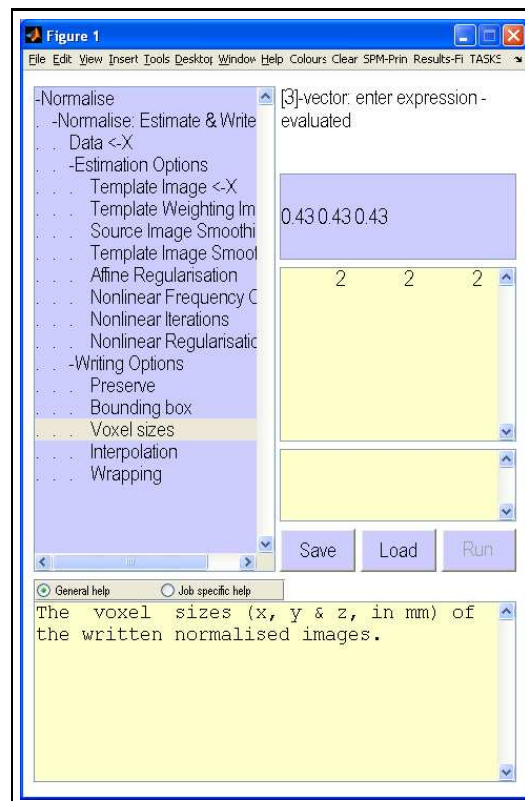 Figure 1
File Edit View Insert Tools Desktop Window Help Colours Clear SPM-Prin Results-Fi TASKS
-Normalise
. -Normalise: Estimate & Write
. . Data <-X
. . -Estimation Options
. . . Template Image <-X
. . . Template Weighting Im
. . . Source Image Smoothi
. . . Template Image Smoot
. . . Affine Regularisation
. . . Nonlinear Frequency C
. . . Nonlinear Iterations
. . . Nonlinear Regularisatic
. . -Writing Options
. . . Preserve
. . . Bounding box
. . . Voxel sizes
. . . Interpolation
. . . Wrapping
[3]-vector: enter expression -
evaluated
0.43 0.43 0.43
2 2 2
Save Load Run
General help Job specific help
The voxel sizes (x, y & z, in mm) of
the written normalised images.